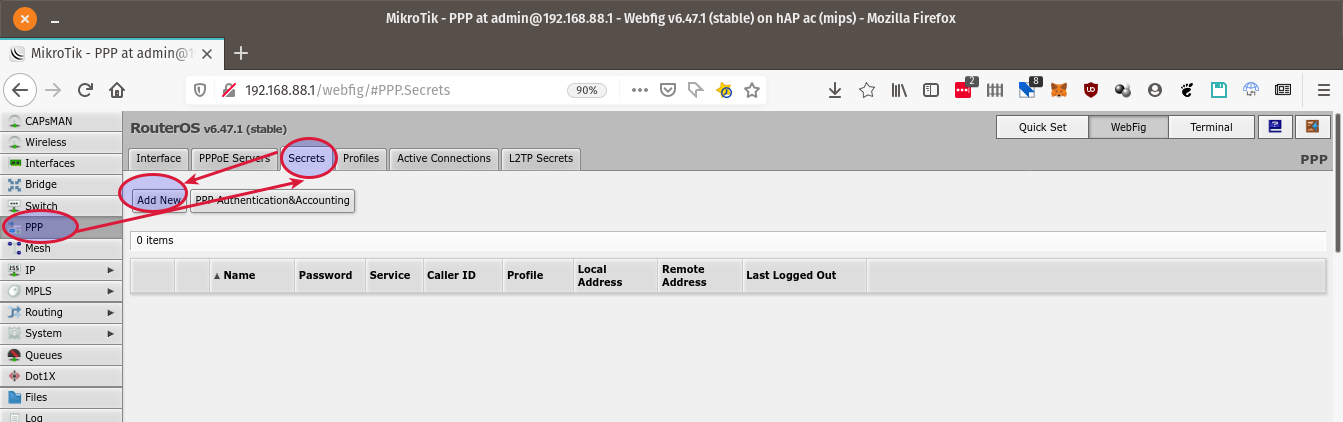 MikroTik - PPP at admin@192.168.88.1 - Webfig v6.47.1 (stable) on hAP ac (mips) - Mozilla Firefox
MikroTik - PPP at admin@1
192.168.88.1/webfig/#PPP.Secrets
90%
2
8
CAPsMAN
Wireless
Interfaces
Bridge
Switch
PPP
Mesh
IP
MPLS
Routing
System
Queues
Dot1X
Files
Log
RouterOS v6.47.1 (stable)
Quick Set
WebFig
Terminal
Interface
PPPoE Servers
Secrets
Profiles
Active Connections
L2TP Secrets
PPP
Add New
PPP Authentication&Accounting
0 items
Name
Password
Service
Caller ID
Profile
Local
Address
Remote
Address
Last Logged Out